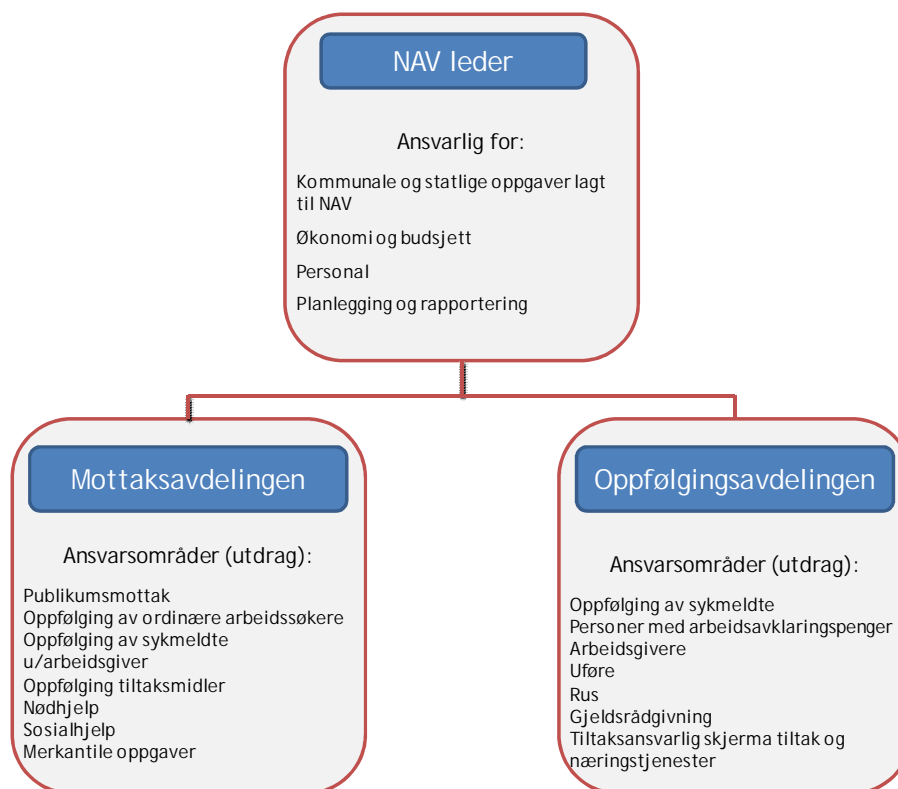 NAV leder
Ansvarlig for:
Kommunale og statlige oppgaver lagt
til NAV
Økonomi og budsjett
Personal
Planlegging og rapportering
Mottaksavdelingen
Ansvarsområder (utdrag):
Publikumsmottak
Oppfølging av ordinære arbeidssøkere
Oppfølging av sykmeldte
u/arbeidsgiver
Oppfølging tiltaksmidler
Nødhjelp
Sosialhjelp
Merkantile oppgaver
Oppfølgingsavdelingen
Ansvarsområder (utdrag):
Oppfølging av sykmeldte
Personer med arbeidsavklaringspenger
Arbeidsgivere
Uføre
Rus
Gjeldsrådgivning
Tiltaksansvarlig skjerma tiltak og
næringstjenester